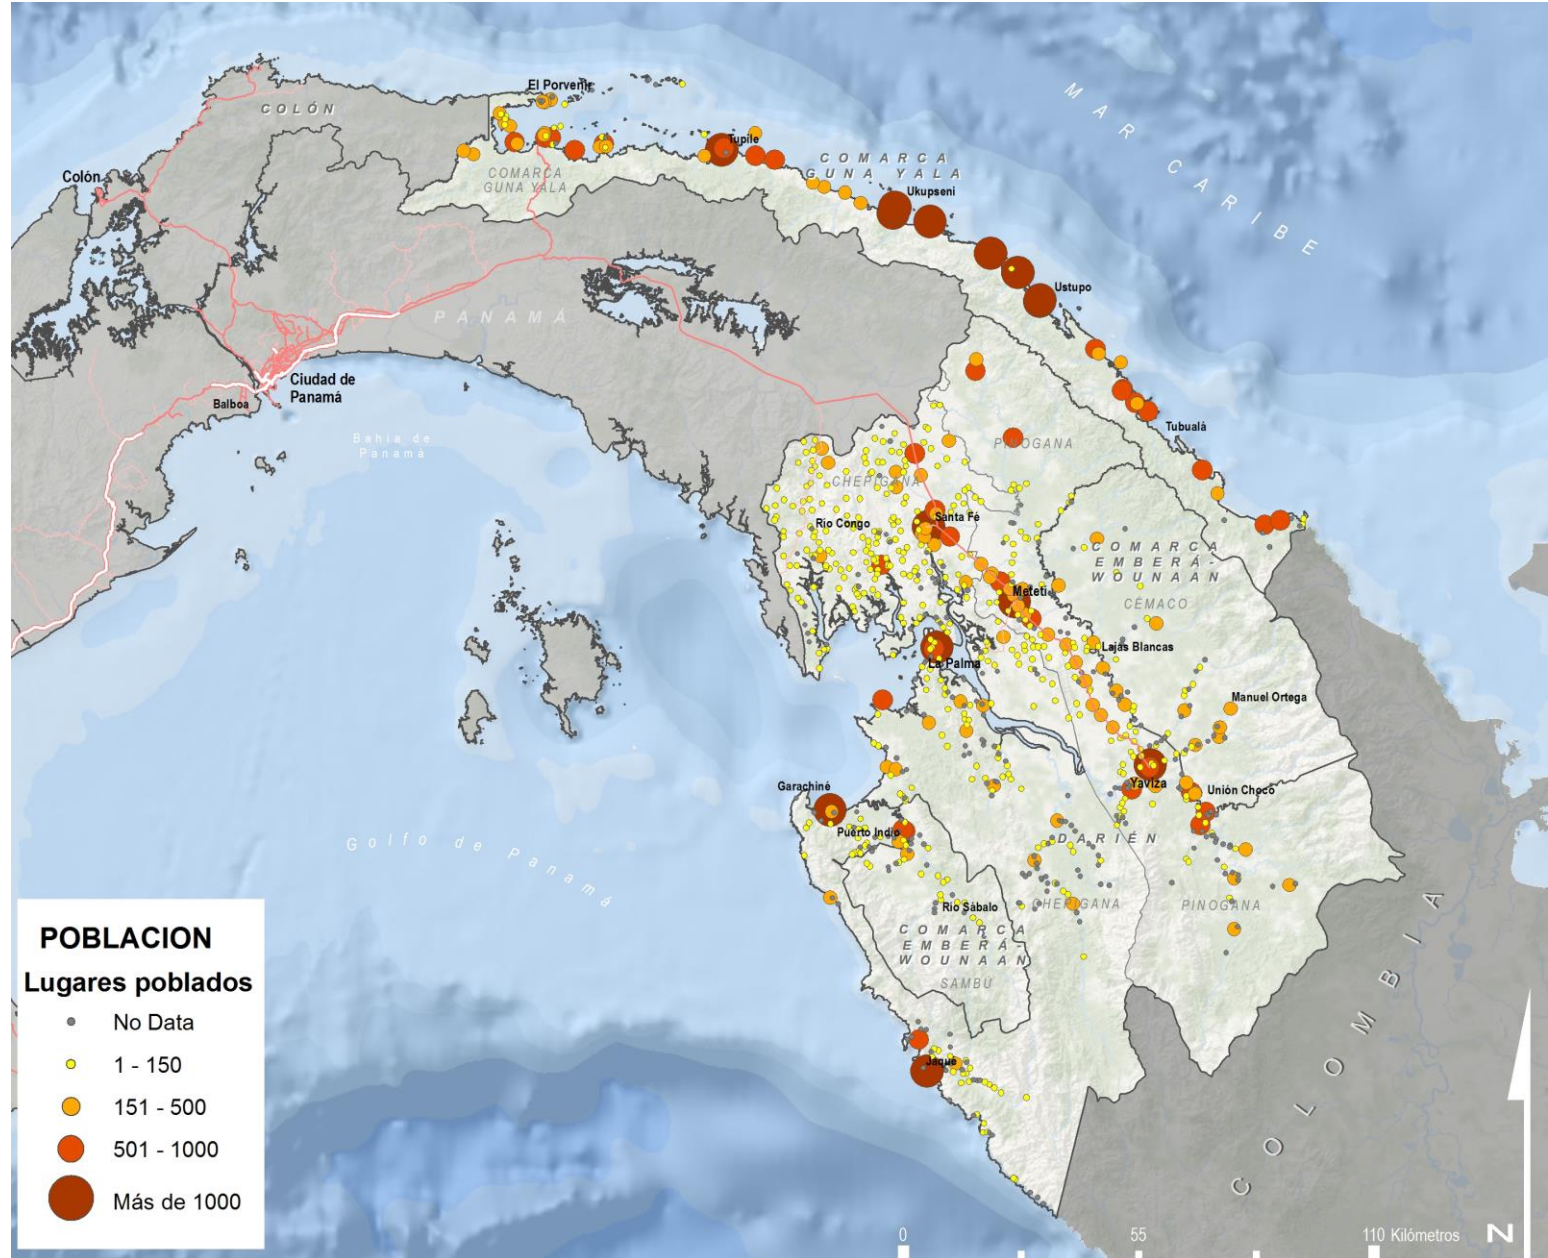 El Porvenir
COLÓN
MAR CARIBE
Tupile
COMARCA
GUNA YALA
COMARCA
GUNA YALA
Colón
Ukupseni
Ustupo
PANAMÁ
Ciudad de
Panamá
Balboa
Bahía de
Panamá
Tubualá
PINOGANA
CHEPIGANA
Santa Fé
Río Congo
COMARCA
EMBERÁ-
WOUNAAN
CÉMACO
Metetí
Lajas Blancas
La Palma
Manuel Ortega
Yaviza
Unión Chocó
Garachiné
Puerto Indio
DARIÉN
Golfo de Panamá
Río Sábalo
CHEPIGANA
PINOGANA
COMARCA
EMBERÁ-
WOUNAAN
SAMBÚ
COLOMBIA
Jaqué
POBLACION
Lugares poblados
No Data
1 - 150
151 - 500
501 - 1000
Más de 1000
0 55 110 Kilómetros
N